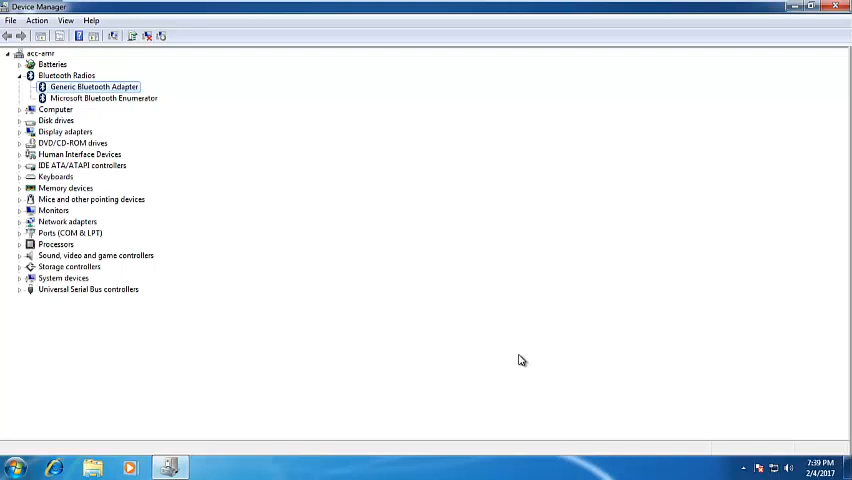 Device Manager
File Action View Help
acc-amr
Batteries
Bluetooth Radios
Generic Bluetooth Adapter
Microsoft Bluetooth Enumerator
Computer
Disk drives
Display adapters
DVD/CD-ROM drives
Human Interface Devices
IDE ATA/ATAPI controllers
Keyboards
Memory devices
Mice and other pointing devices
Monitors
Network adapters
Ports (COM & LPT)
Processors
Sound, video and game controllers
Storage controllers
System devices
Universal Serial Bus controllers
7:39 PM
2/4/2017